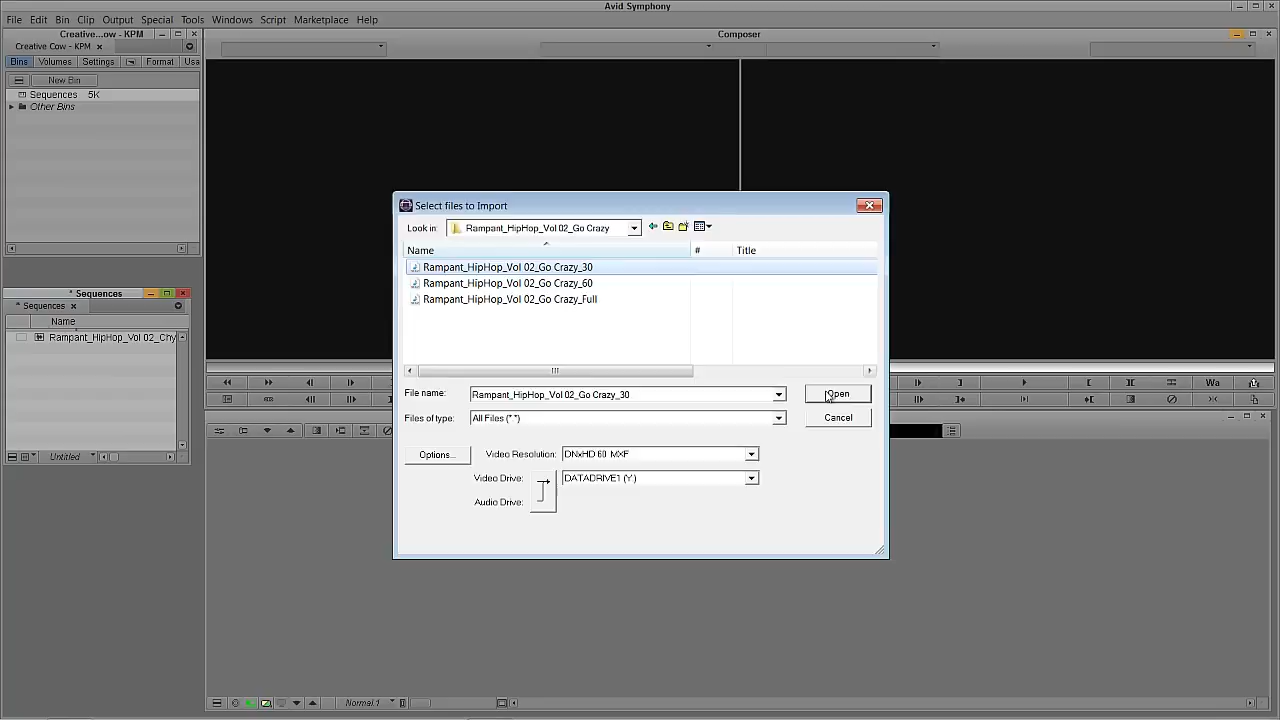 Avid Symphony
File Edit Bin Clip Output Special Tools Windows Script Marketplace Help
Creative...ow - KPM
Composer
Creative Cow - KPM
Bins Volumes Settings Format Usa
New Bin
Sequences 5K
Other Bins
Select files to Import
Look in: Rampant_HipHop_Vol 02_Go Crazy
Name # Title
Rampant_HipHop_Vol 02_Go Crazy_30
Rampant_HipHop_Vol 02_Go Crazy_60
Rampant_HipHop_Vol 02_Go Crazy_Full
* Sequences
* Sequences
Name
Rampant_HipHop_Vol 02_Chy
Wa
File name: Rampant_HipHop_Vol 02_Go Crazy_30 Open
Files of type: All Files (*.*) Cancel
Options... Video Resolution: DNxHD 60 MXF
Video Drive: DATADRIVE1 (Y:)
Audio Drive:
Untitled
Normal.1